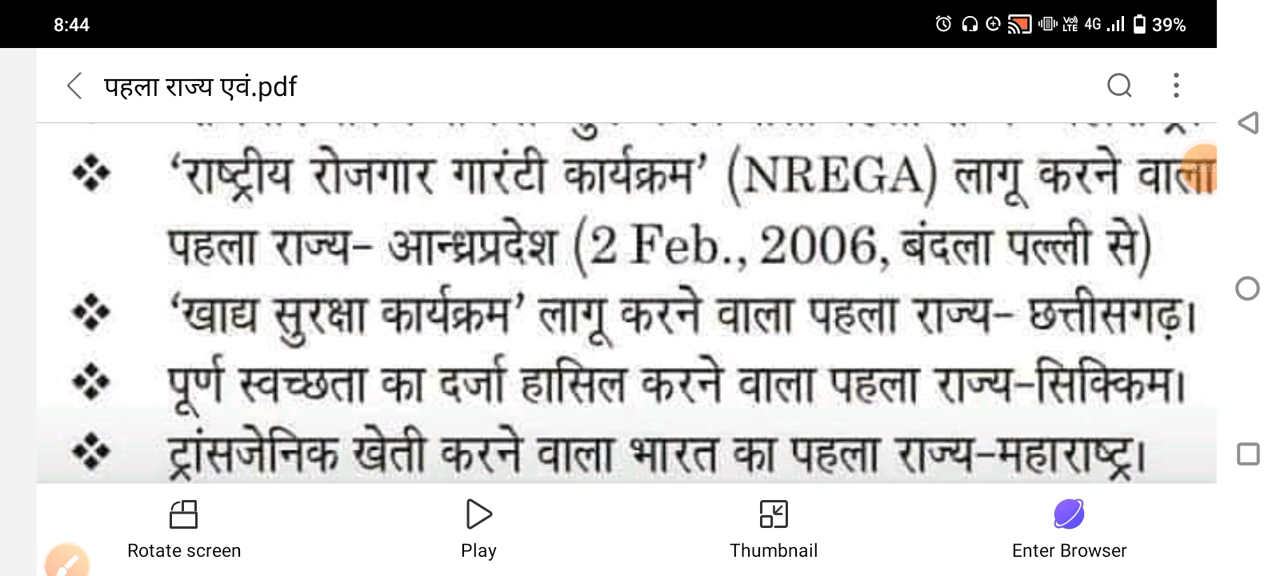 8:44
Vo) LTE 4G 39%
पहला राज्य एवं.pdf
❖ ‘राष्ट्रीय रोजगार गारंटी कार्यक्रम’ (NREGA) लागू करने वाला
पहला राज्य– आन्ध्रप्रदेश (2 Feb., 2006, बंदला पल्ली से)
❖ ‘खाद्य सुरक्षा कार्यक्रम’ लागू करने वाला पहला राज्य– छत्तीसगढ़।
❖ पूर्ण स्वच्छता का दर्जा हासिल करने वाला पहला राज्य–सिक्किम।
❖ ट्रांसजेनिक खेती करने वाला भारत का पहला राज्य–महाराष्ट्र।
Rotate screen Play Thumbnail Enter Browser